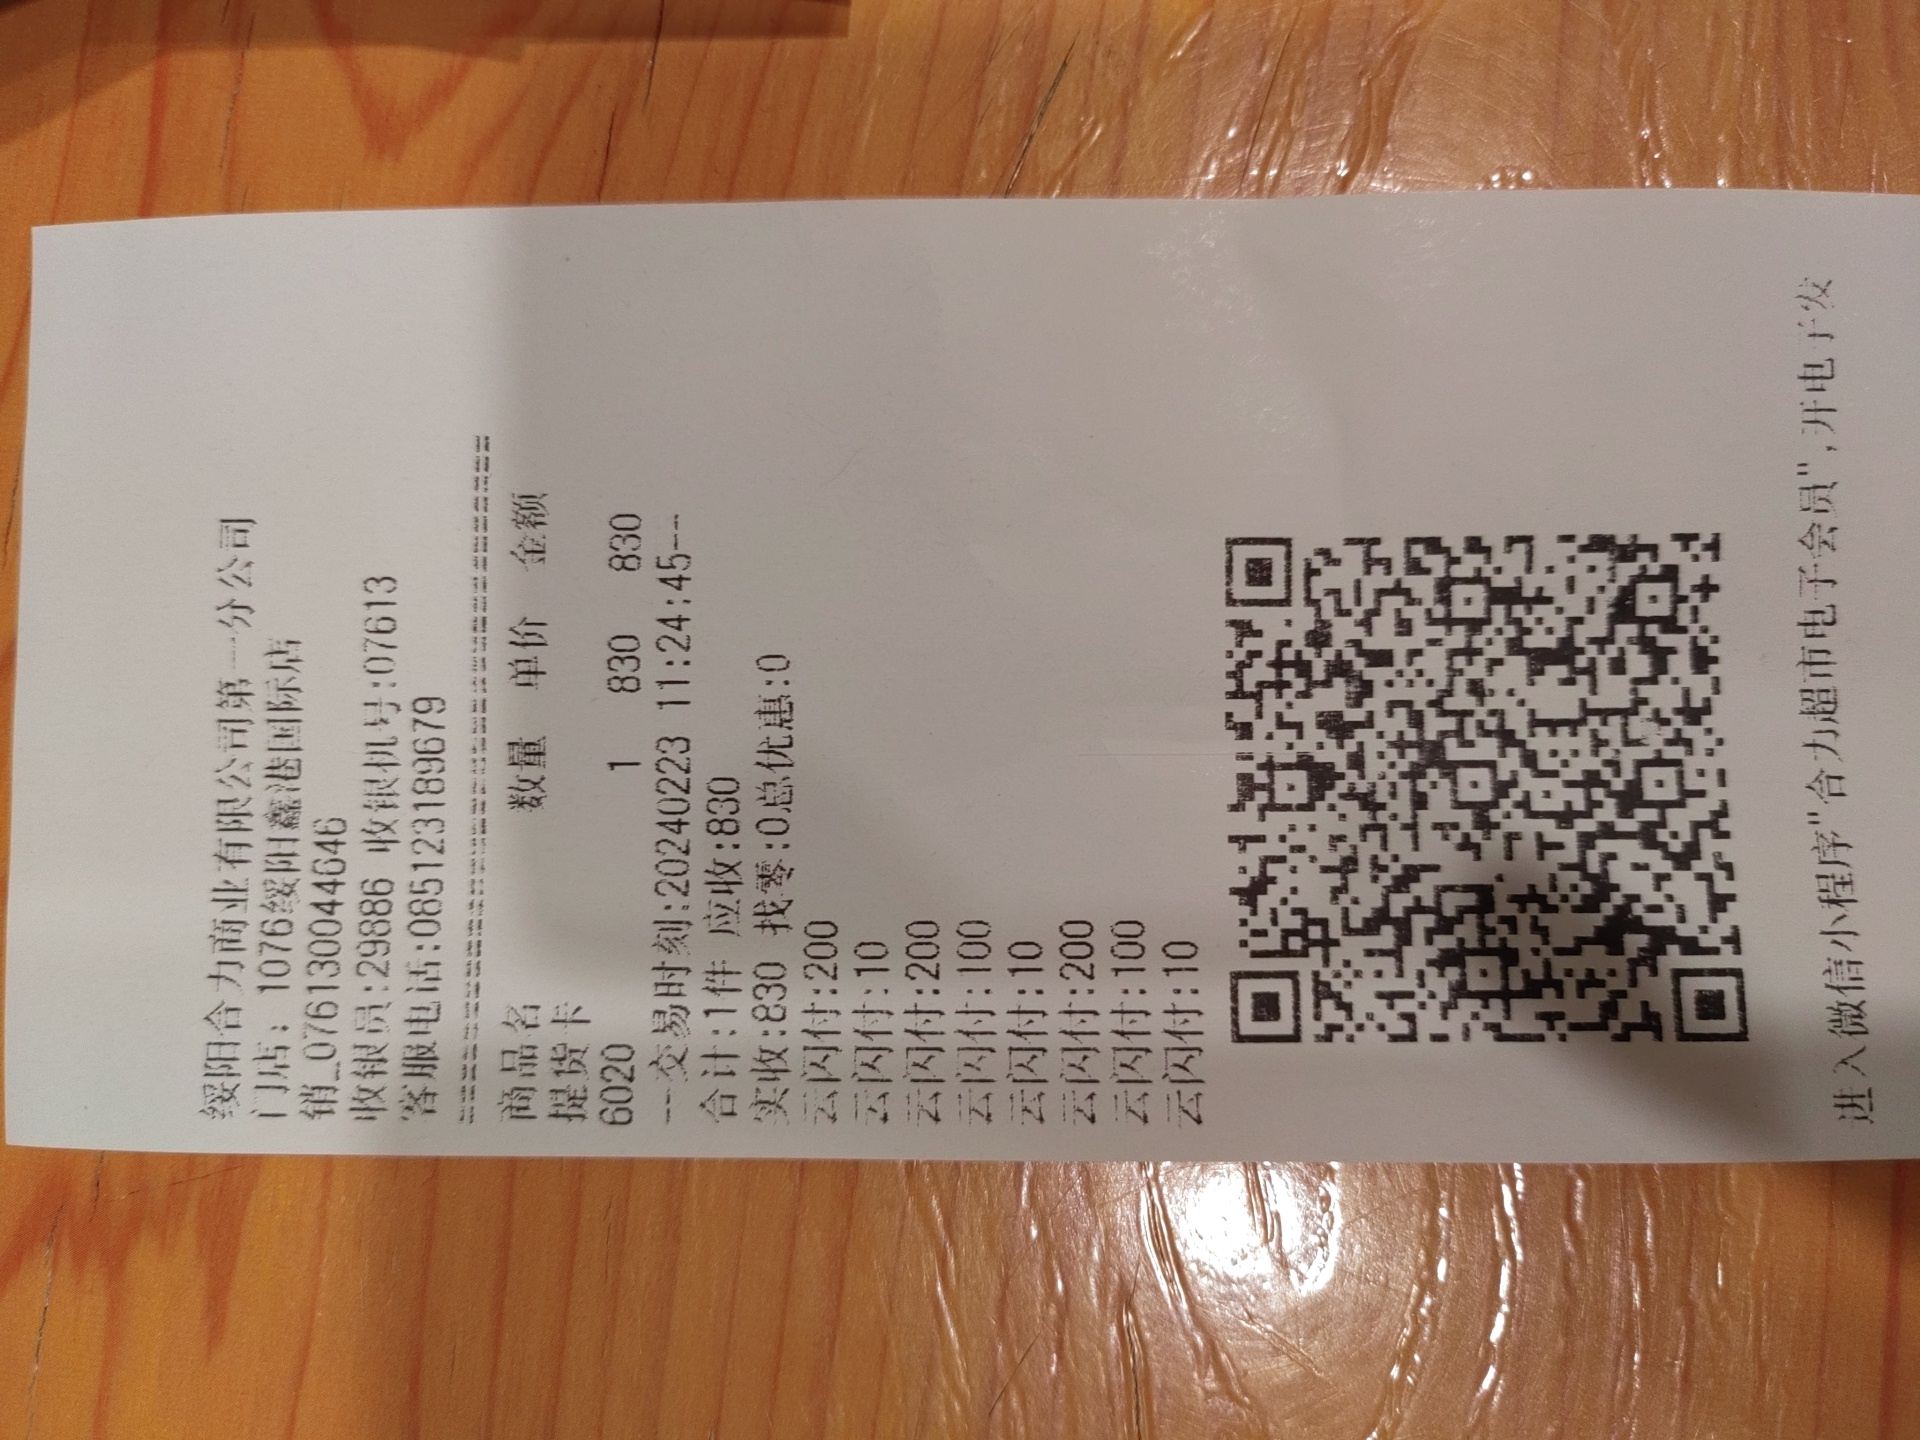 绥阳合力商业有限公司第一分公司
门店: 1076绥阳鑫港国际店
销_076130044646
收银员:29886 收银机号:07613
客服电话:085123189679
商品名 数量 单价 金额
提货卡
6020 1 830 830
---交易时刻:20240223 11:24:45--
合计:1件 应收:830
实收:830 找零:0总优惠:0
云闪付:200
云闪付:10
云闪付:200
云闪付:100
云闪付:10
云闪付:200
云闪付:100
云闪付:10
进入微信小程序"合力超市电子会员",开电子发